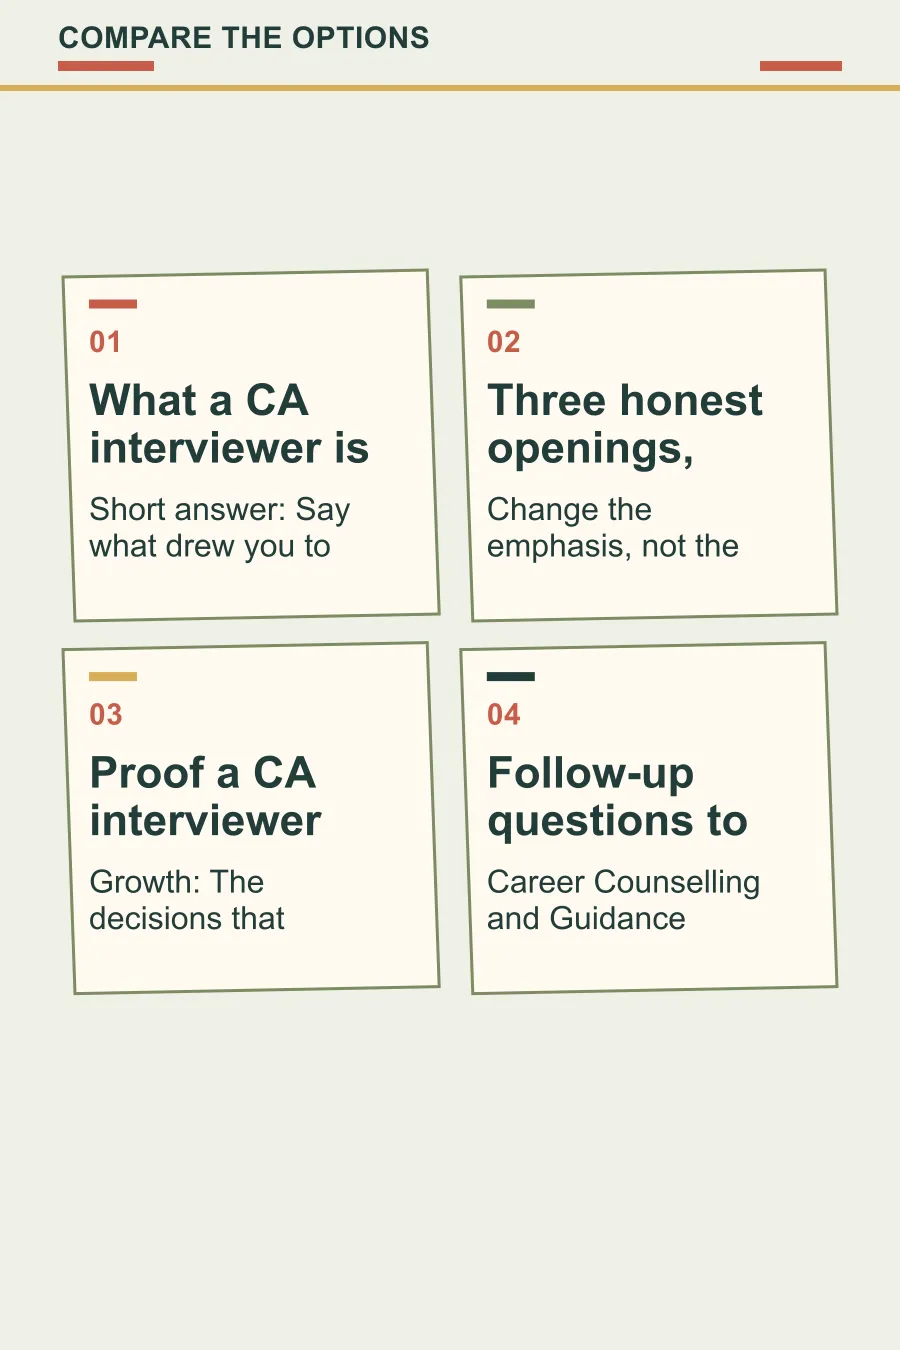 COMPARE THE OPTIONS
01
What a CA
interviewer is
Short answer: Say
what drew you to
02
Three honest
openings,
Change the
emphasis, not the
03
Proof a CA
interviewer
Growth: The
decisions that
04
Follow-up
questions to
Career Counselling
and Guidance